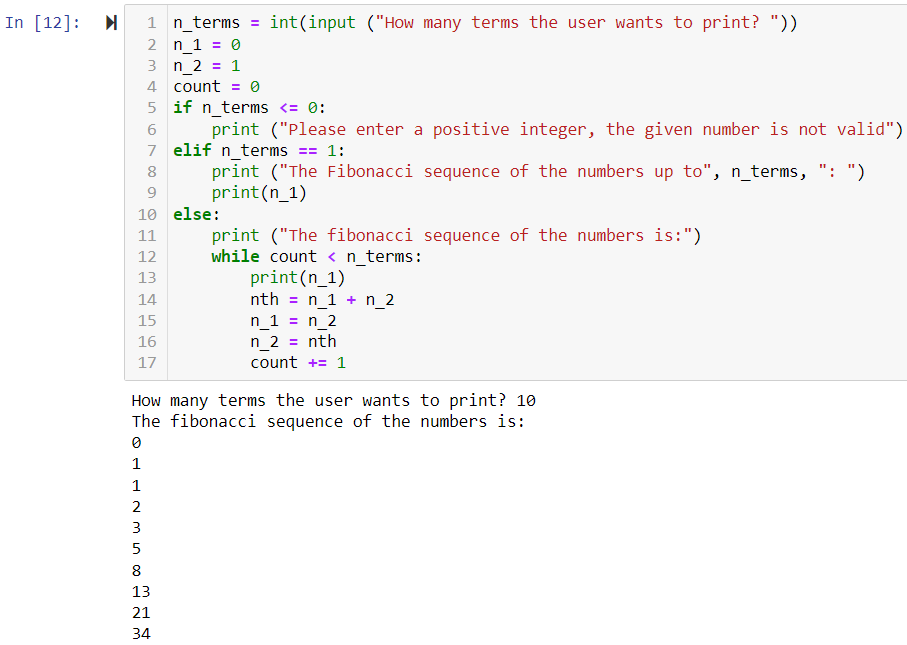 In [12]:
1 n_terms = int(input ("How many terms the user wants to print? "))
2 n_1 = 0
3 n_2 = 1
4 count = 0
5 if n_terms <= 0:
6     print ("Please enter a positive integer, the given number is not valid")
7 elif n_terms == 1:
8     print ("The Fibonacci sequence of the numbers up to", n_terms, ": ")
9     print(n_1)
10 else:
11     print ("The fibonacci sequence of the numbers is:")
12     while count < n_terms:
13         print(n_1)
14         nth = n_1 + n_2
15         n_1 = n_2
16         n_2 = nth
17         count += 1
How many terms the user wants to print? 10
The fibonacci sequence of the numbers is:
0
1
1
2
3
5
8
13
21
34